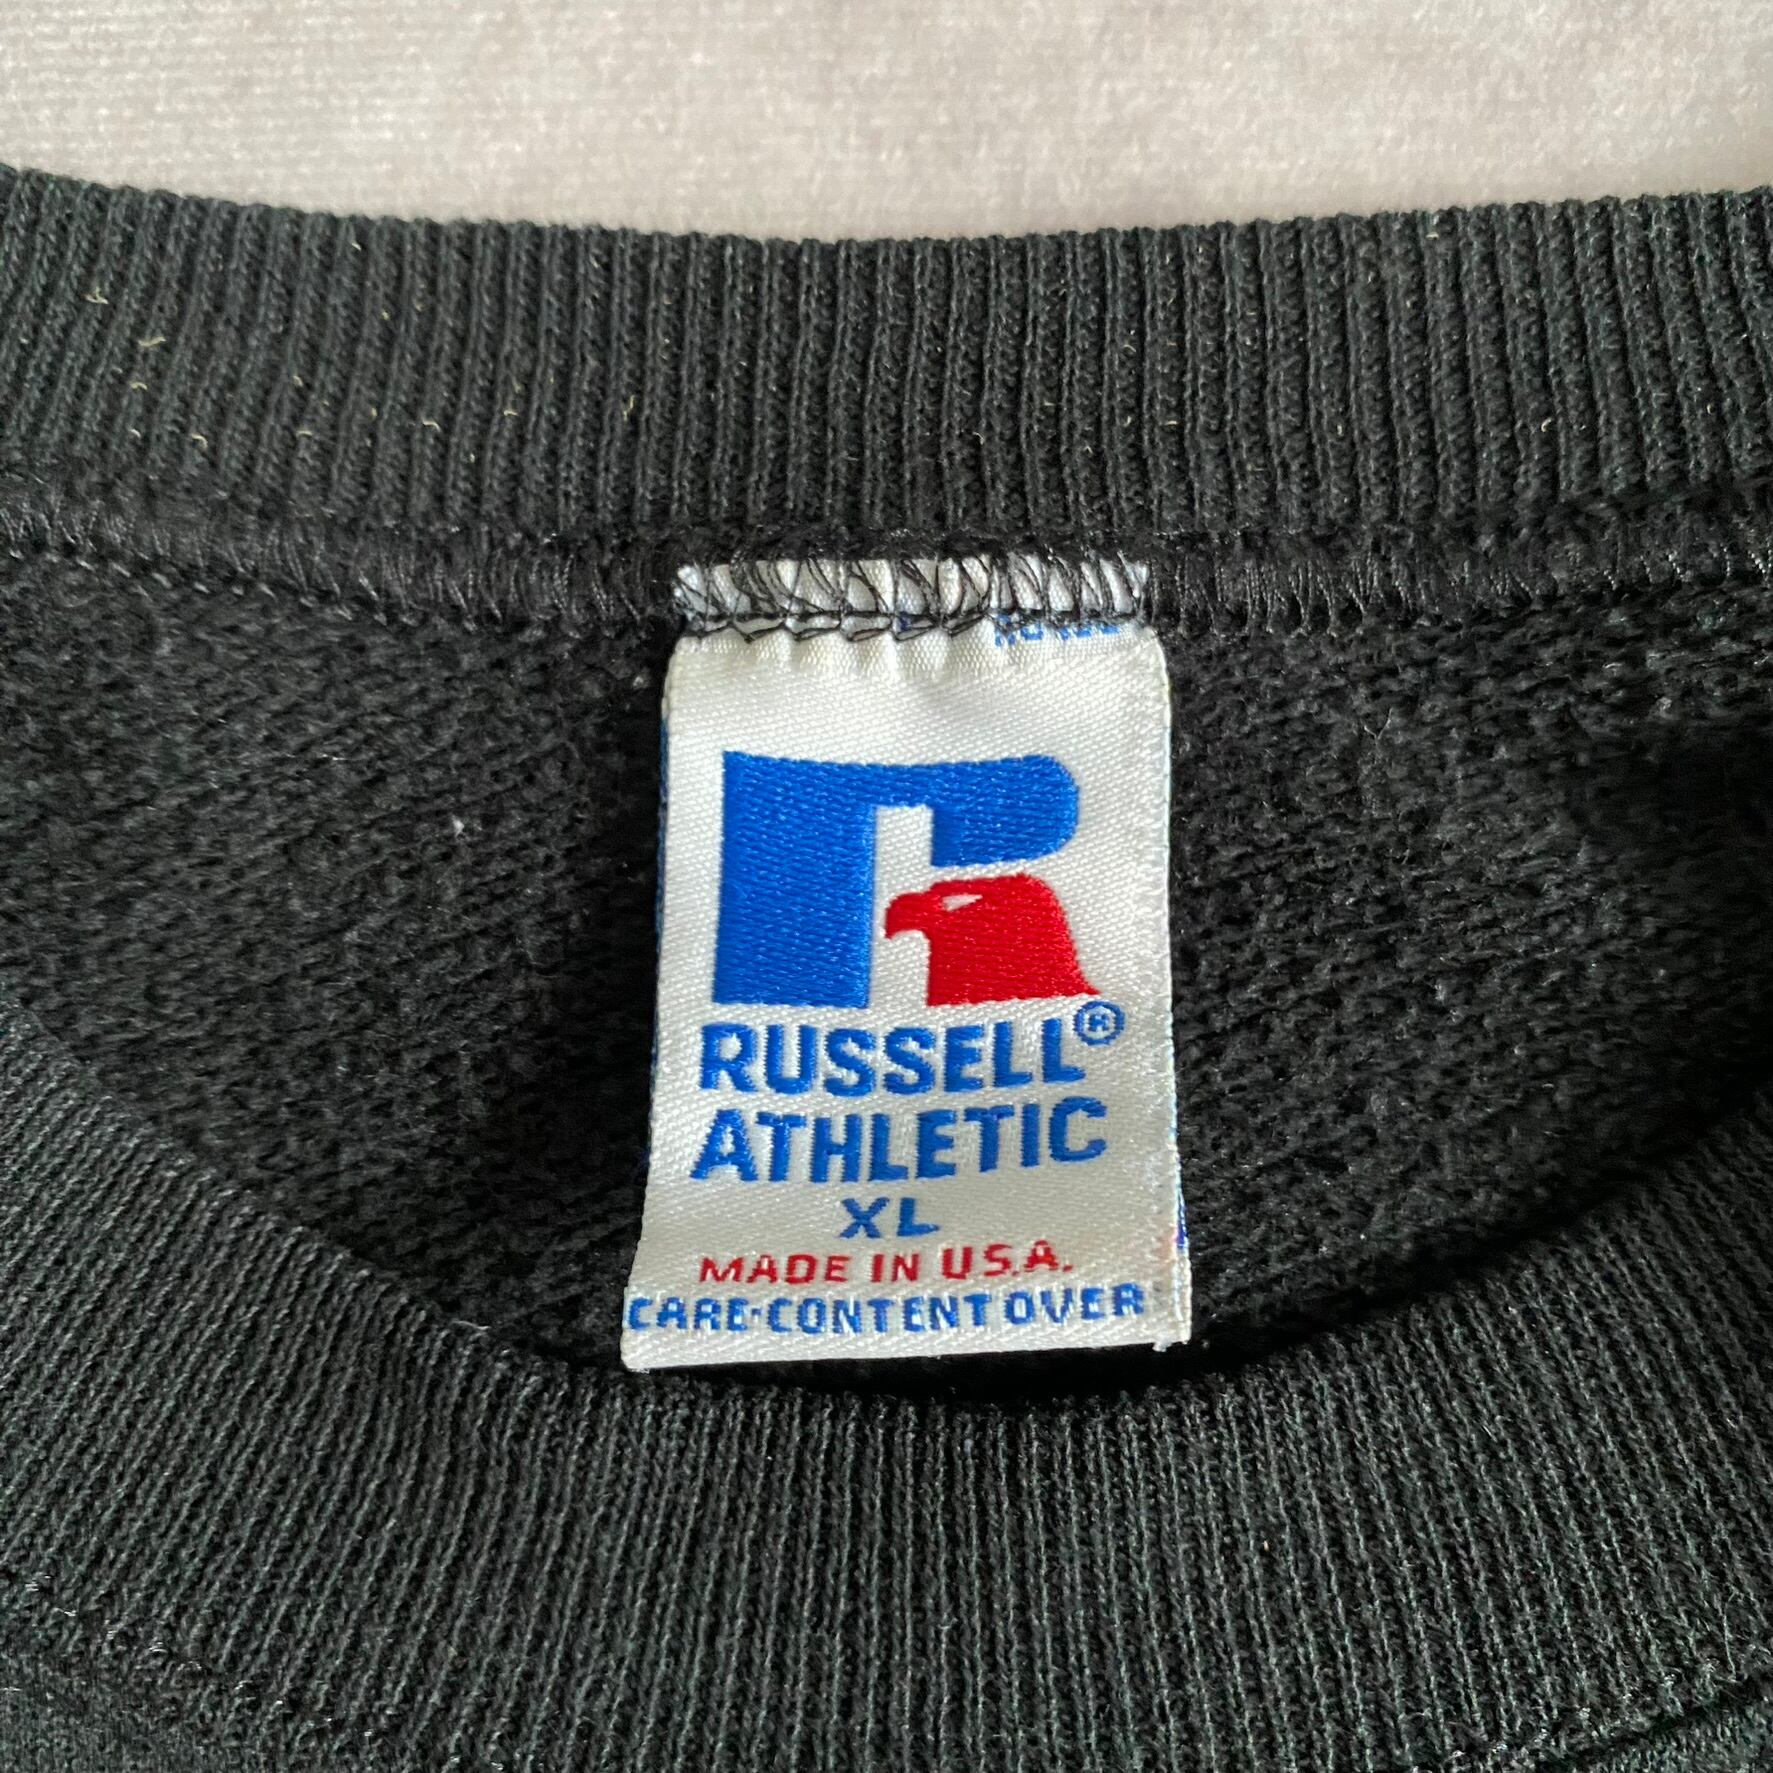 RUSSELL®
ATHLETIC
XL
MADE IN U.S.A.
CARE-CONTENT OVER